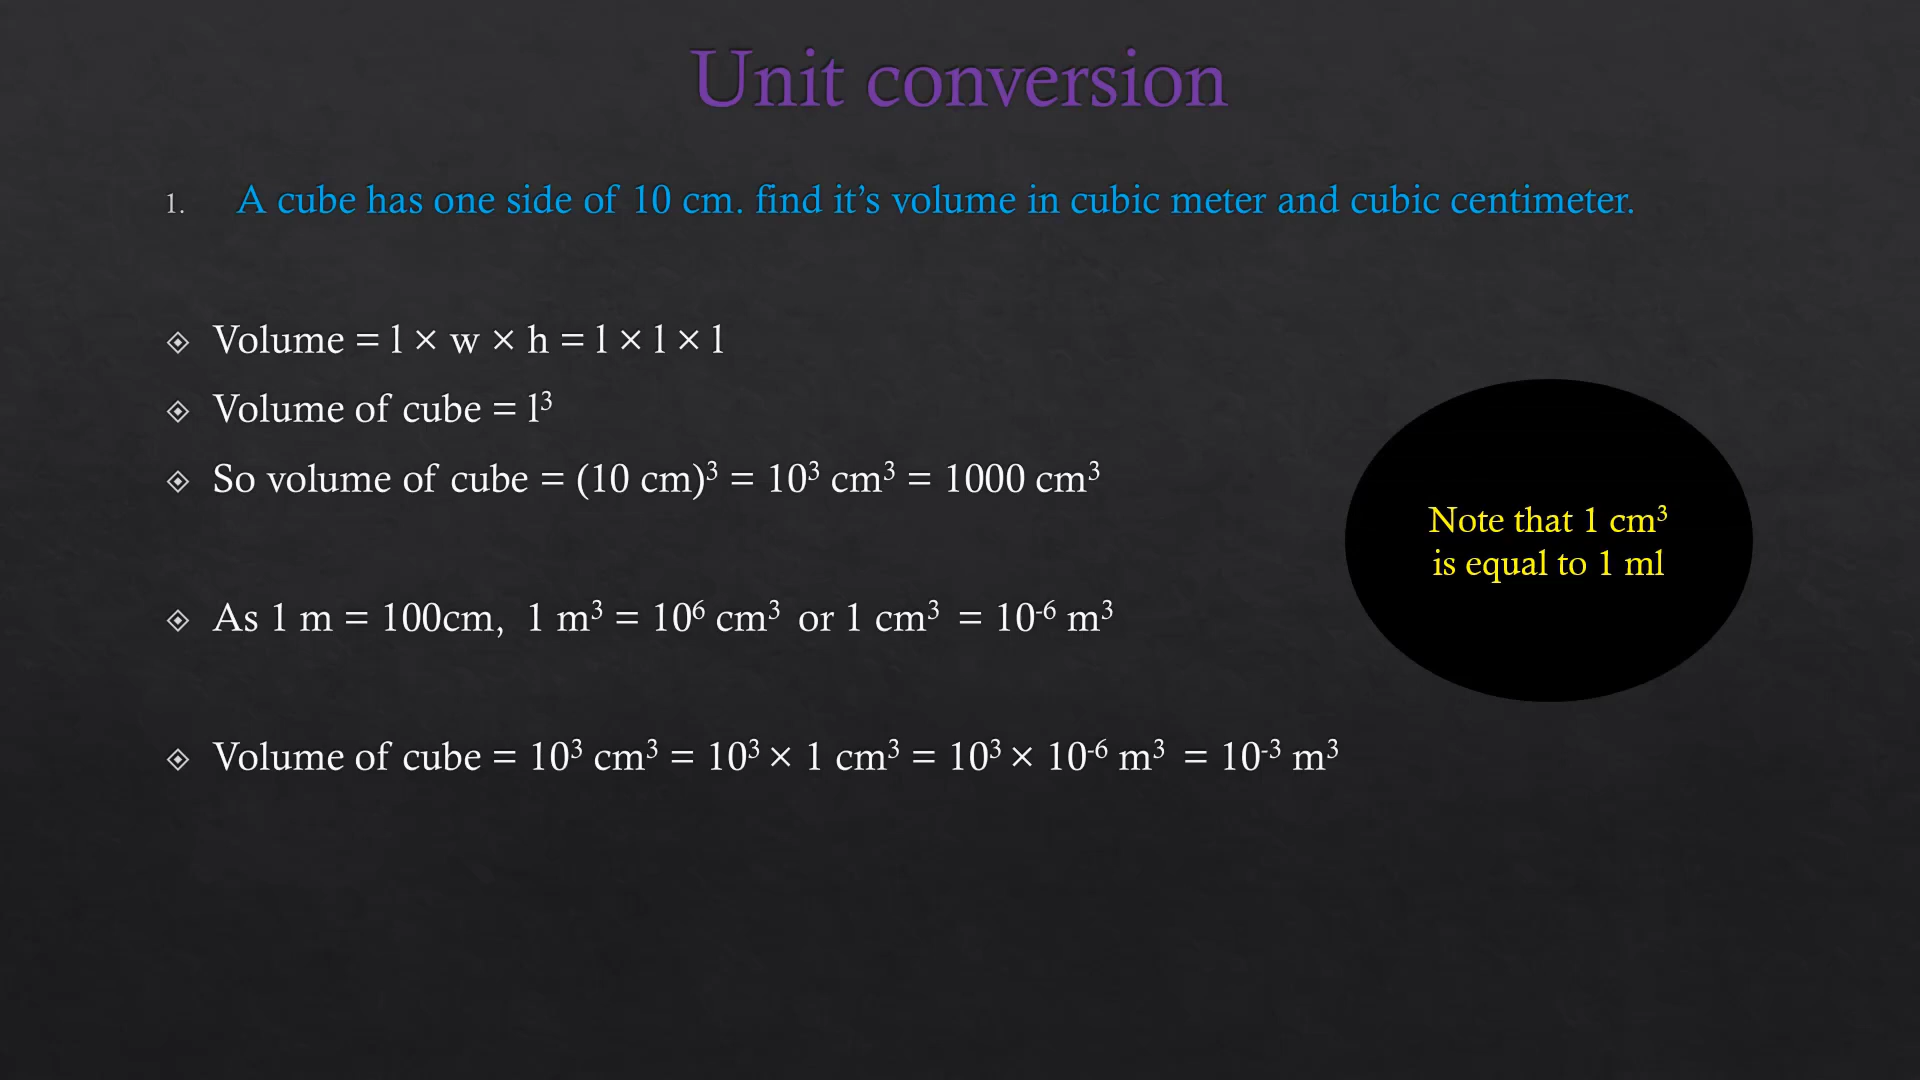 Unit conversion
1. A cube has one side of 10 cm. find it’s volume in cubic meter and cubic centimeter.
Volume = l × w × h = l × l × l
Volume of cube = l³
So volume of cube = (10 cm)³ = 10³ cm³ = 1000 cm³
Note that 1 cm³
is equal to 1 ml
As 1 m = 100cm, 1 m³ = 10⁶ cm³ or 1 cm³ = 10⁻⁶ m³
Volume of cube = 10³ cm³ = 10³ × 1 cm³ = 10³ × 10⁻⁶ m³ = 10⁻³ m³